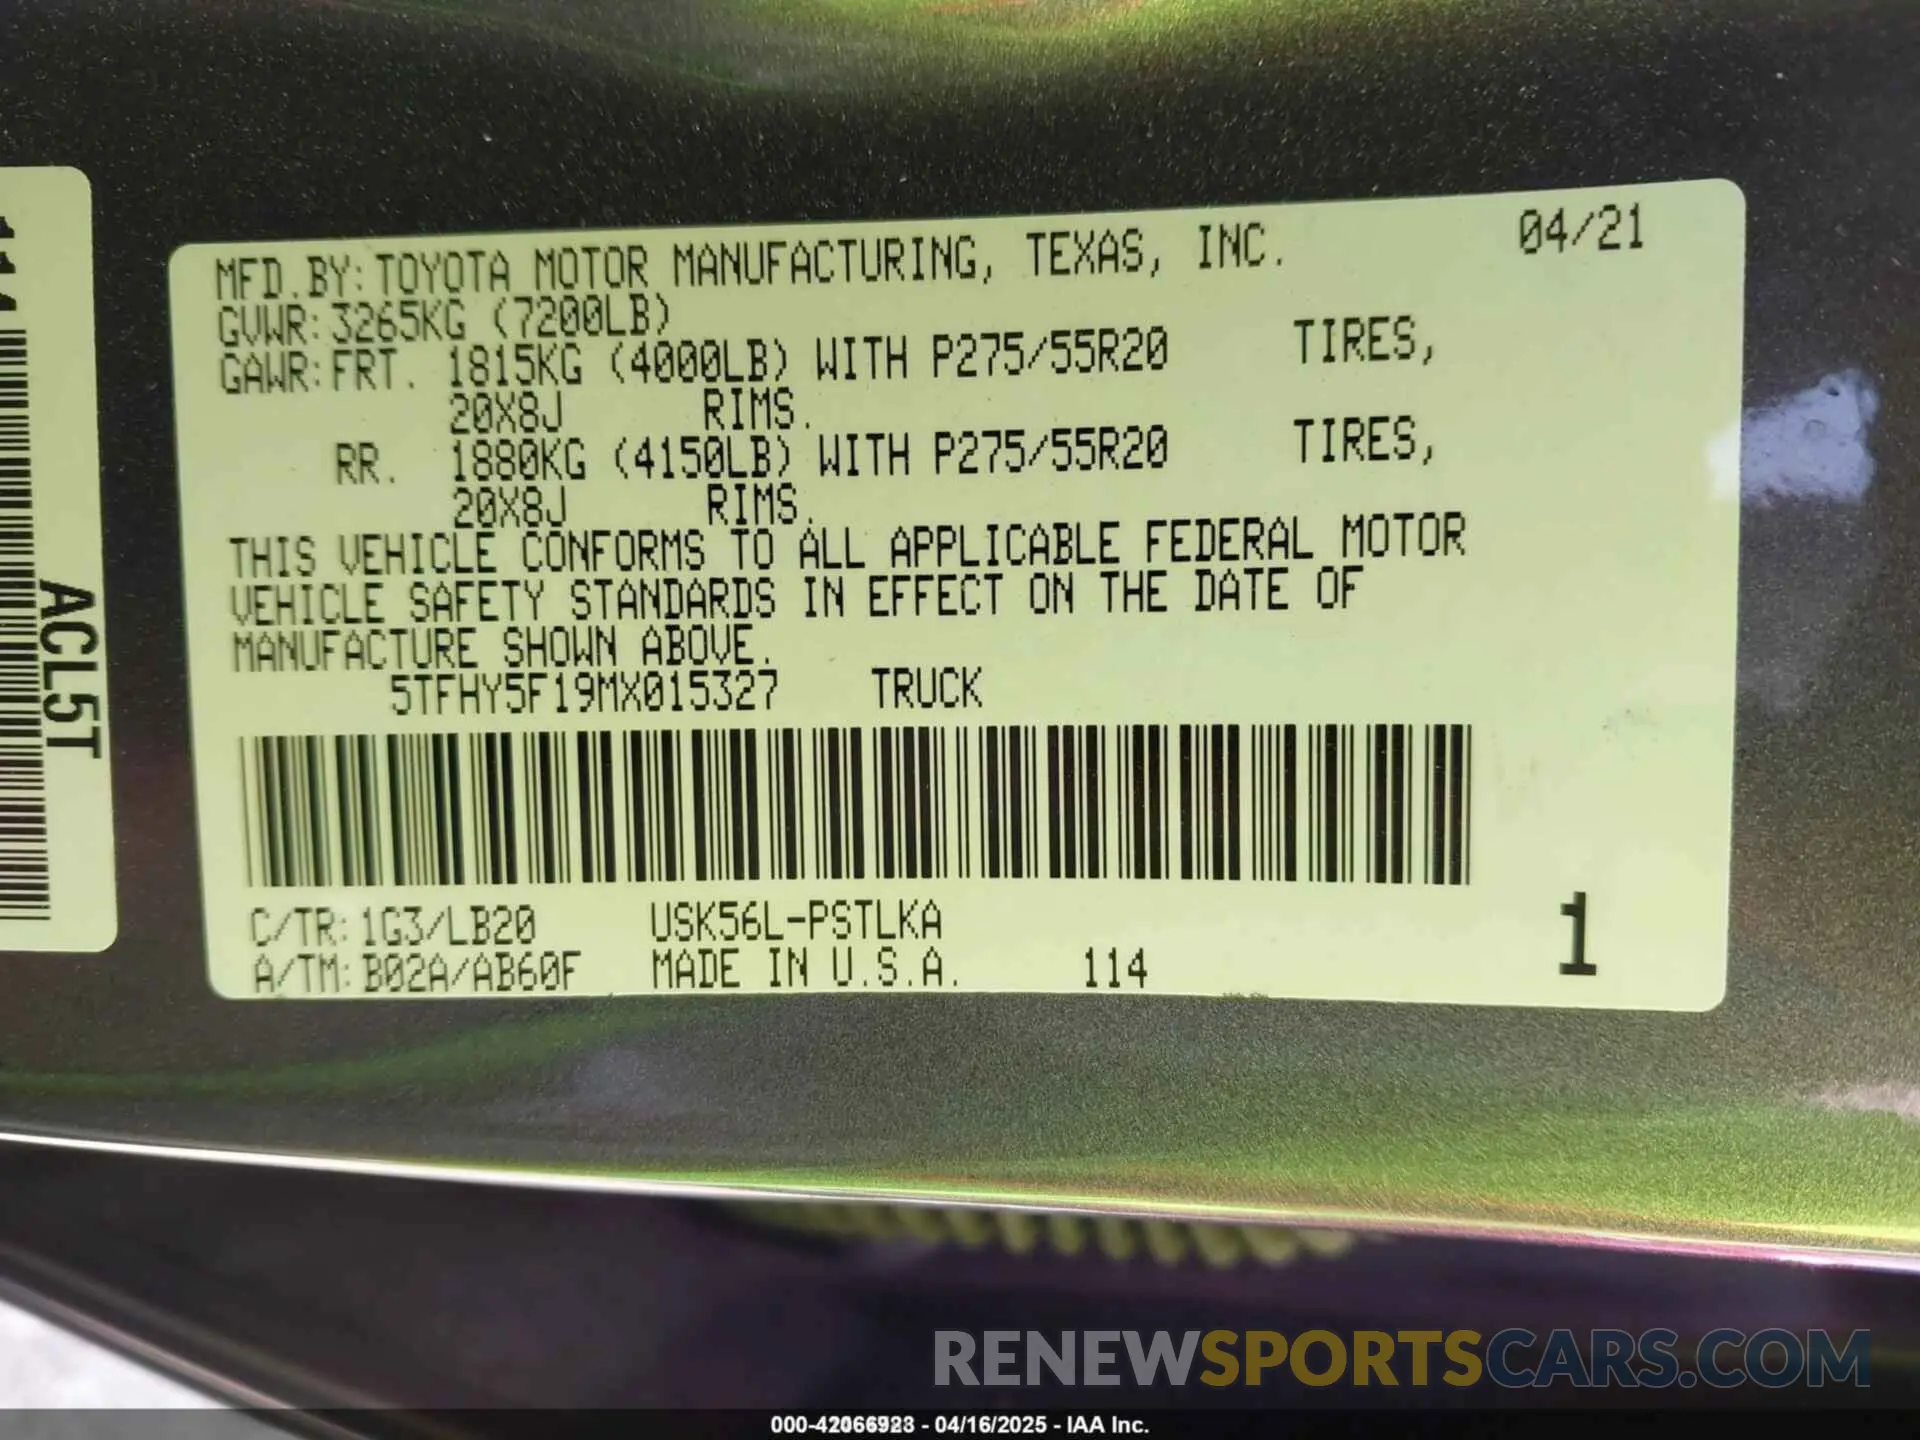 MFD.BY:TOYOTA MOTOR MANUFACTURING, TEXAS, INC. 04/21
GVWR:3265KG (7200LB)
GAWR:FRT. 1815KG (4000LB) WITH P275/55R20 TIRES,
20X8J RIMS.
RR. 1880KG (4150LB) WITH P275/55R20 TIRES,
20X8J RIMS.
THIS VEHICLE CONFORMS TO ALL APPLICABLE FEDERAL MOTOR
VEHICLE SAFETY STANDARDS IN EFFECT ON THE DATE OF
MANUFACTURE SHOWN ABOVE.
5TFHY5F19MX015327 TRUCK
C/TR:1G3/LB20 USK56L-PSTLKA
A/TM:B02A/AB60F MADE IN U.S.A. 114
1
ACL5T
RENEWSPORTSCARS.COM
04/16/2025 - IAA Inc.